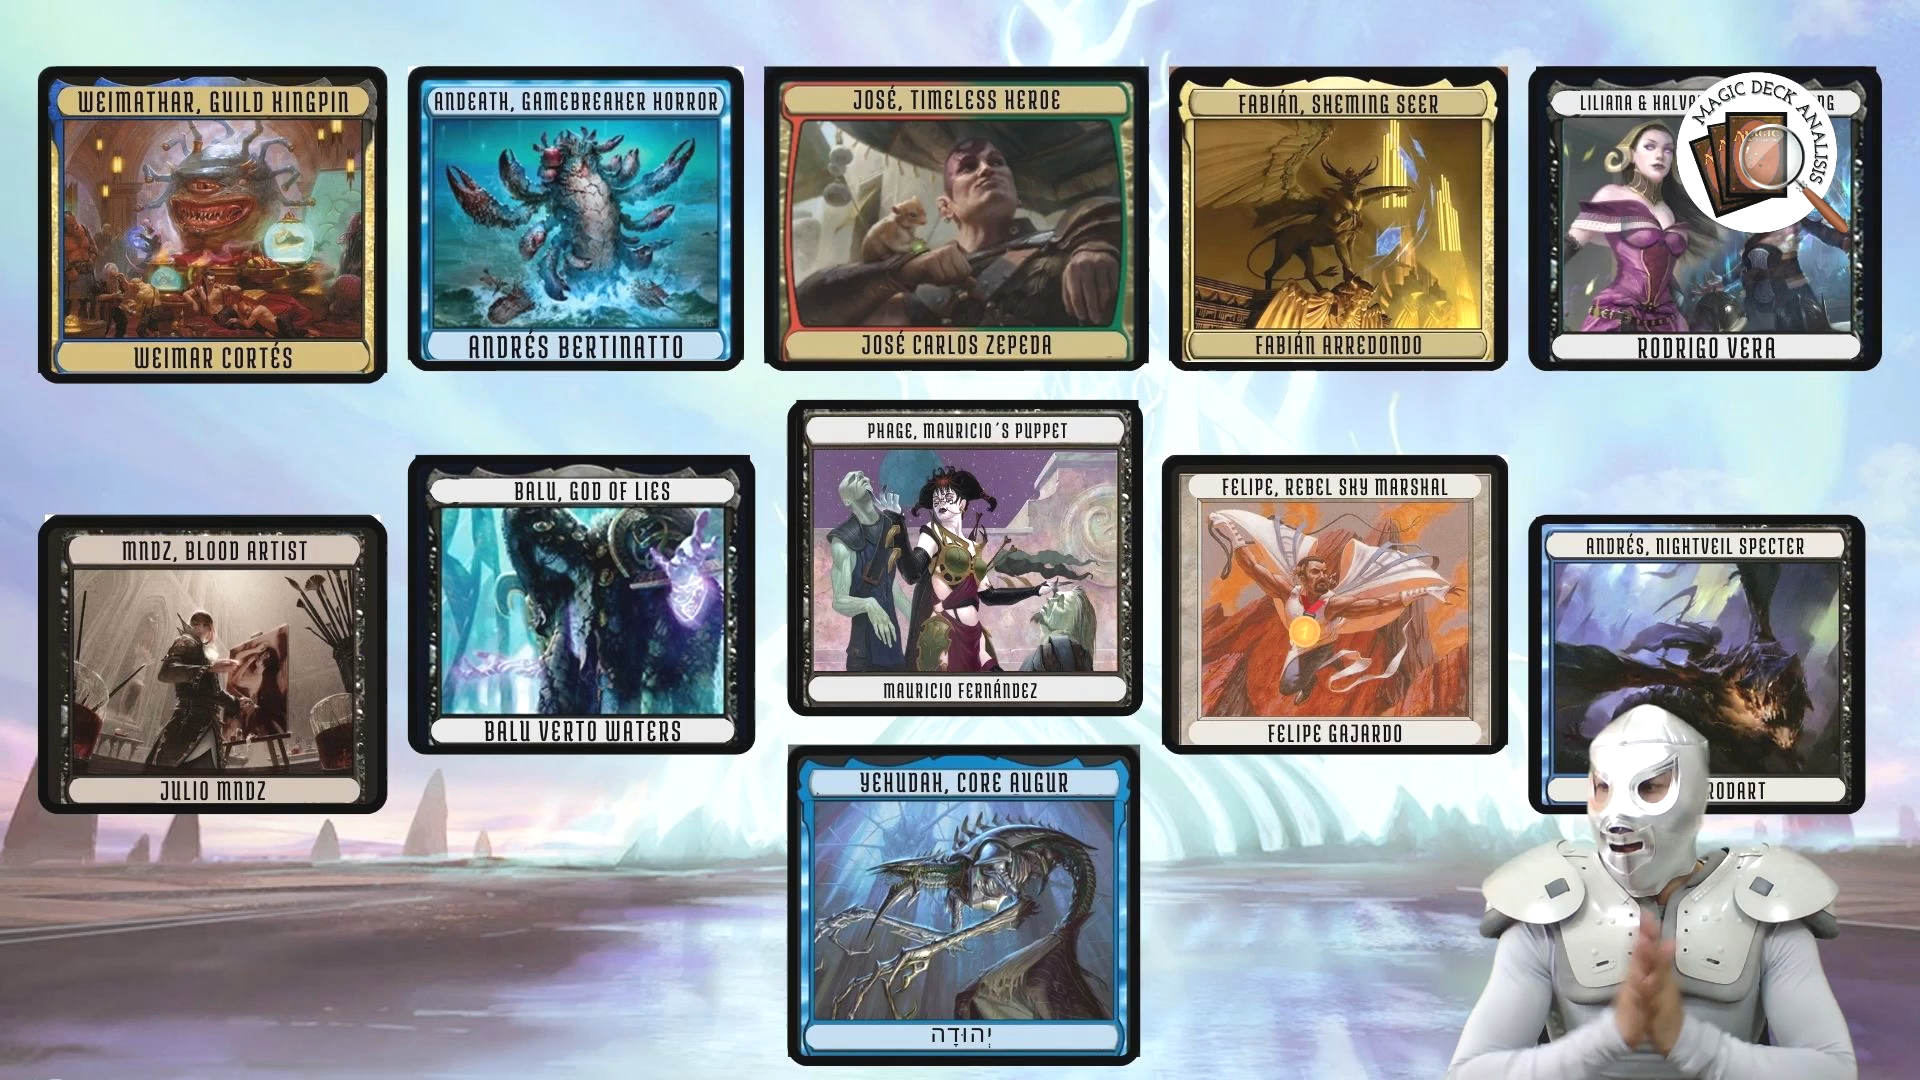 WEIMATHAR, GUILD KINGPIN
WEIMAR CORTÉS
ANDEATH, GAMEBREAKER HORROR
ANDRÉS BERTINATTO
JOSÉ, TIMELESS HEROE
JOSÉ CARLOS ZEPEDA
FABIÁN, SHEMING SEER
FABIÁN ARREDONDO
LILIANA &
RODRIGO VERA
MAGIC DECK ANALISIS
MNDZ, BLOOD ARTIST
JULIO MNDZ
BALU, GOD OF LIES
BALU VERTO WATERS
PHAGE, MAURICIO´S PUPPET
MAURICIO FERNÁNDEZ
FELIPE, REBEL SKY MARSHAL
FELIPE GAJARDO
ANDRÉS, NIGHTVEIL SPECTER
YEHUDAH, CORE AUGUR
יְהוּדָה